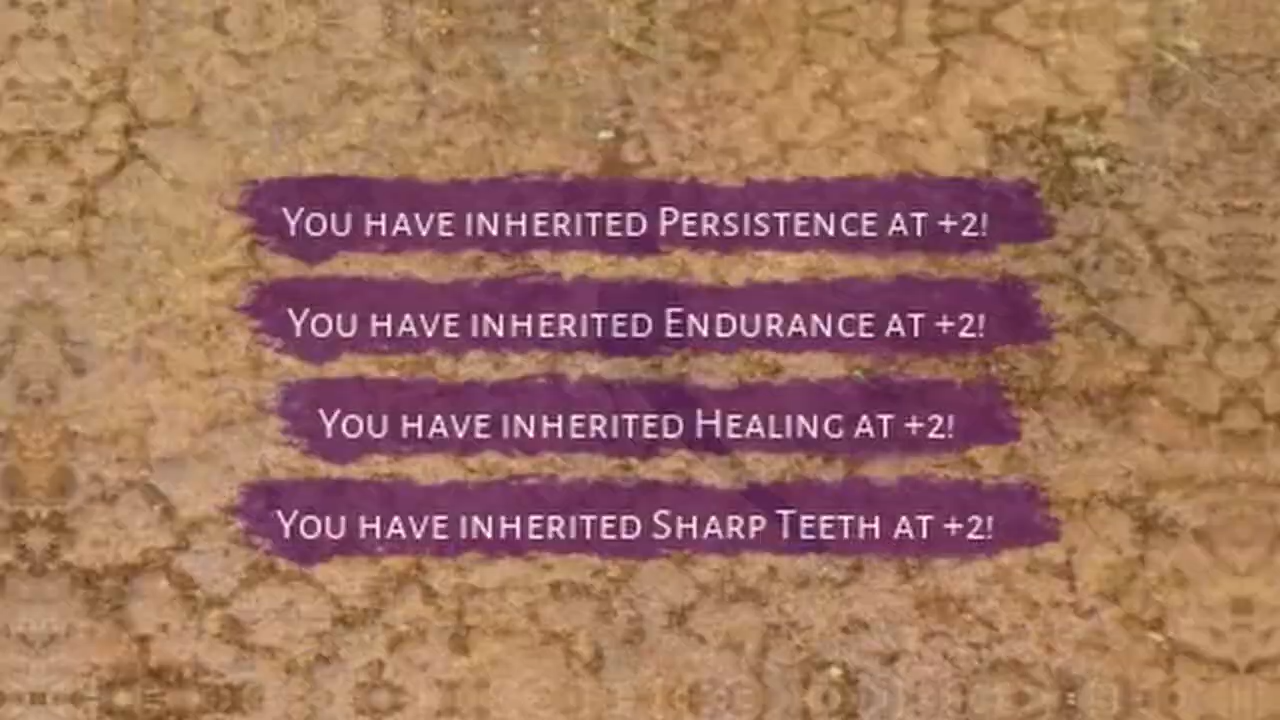 You have inherited Persistence at +2!
You have inherited Endurance at +2!
You have inherited Healing at +2!
You have inherited Sharp Teeth at +2!